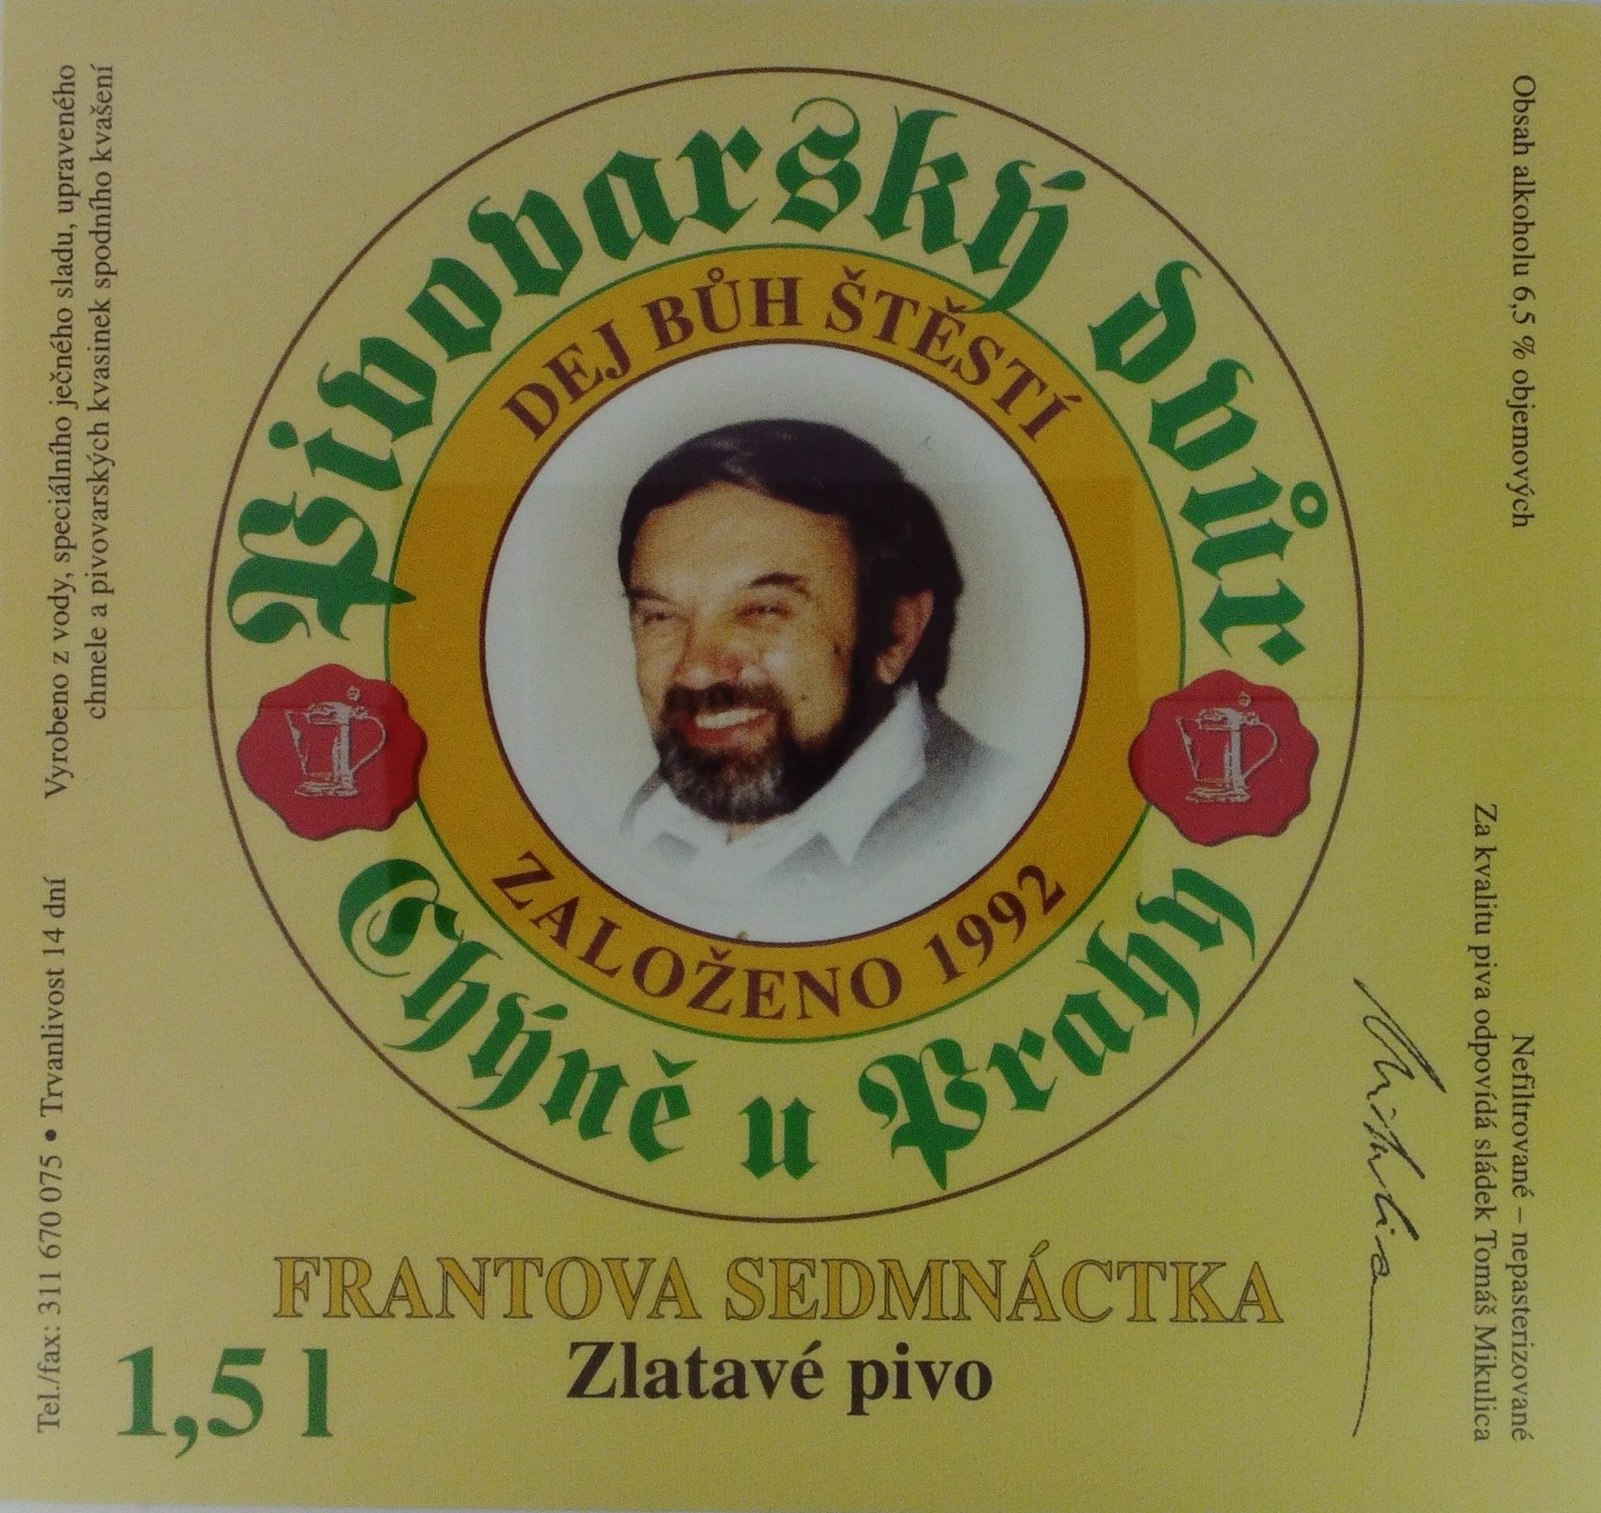 Pivovarský dvůr
DEJ BŮH ŠTĚSTÍ
ZALOŽENO 1992
Chýně u Prahy
FRANTOVA SEDMNÁCTKA
Zlatavé pivo
1,5 l
Tel./fax: 311 670 075 • Trvanlivost 14 dní
Vyrobeno z vody, speciálního ječného sladu, upraveného
chmele a pivovarských kvasinek spodního kvašení
Obsah alkoholu 6,5 % objemových
Nefiltrované – nepasterizované
Za kvalitu piva odpovídá sládek Tomáš Mikulica
Mikulica